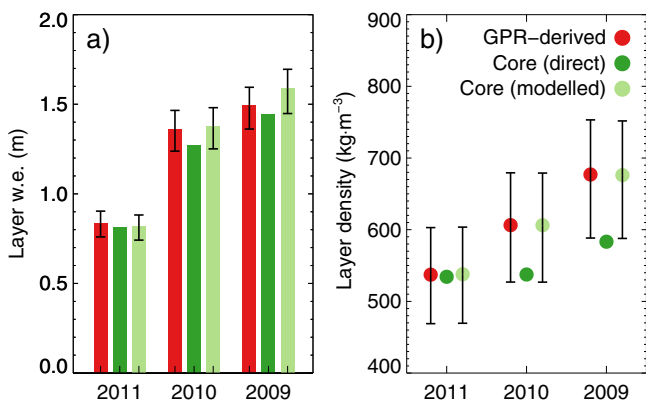 a)
Layer w.e. (m)
2.0
1.5
1.0
0.5
0.0
2011 2010 2009
b)
GPR-derived
Core (direct)
Core (modelled)
Layer density (kg·m⁻³)
900
800
700
600
500
400
2011 2010 2009